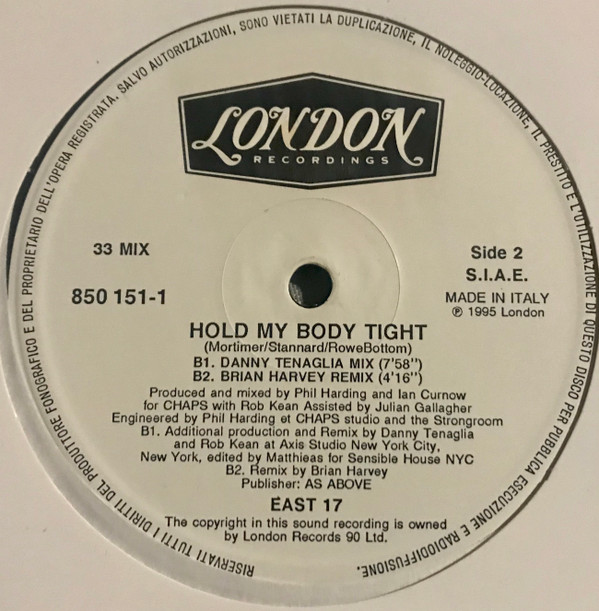 RISERVATI TUTTI I DIRITTI DEL PRODUTTORE FONOGRAFICO E DEL PROPRIETARIO DELL'OPERA REGISTRATA. SALVO AUTORIZZAZIONI, SONO VIETATI LA DUPLICAZIONE, IL NOLEGGIO-LOCAZIONE, IL PRESTITO E L'UTILIZZAZIONE DI QUESTO DISCO PER PUBBLICA ESECUZIONE E RADIODIFFUSIONE.
LONDON
RECORDINGS
33 MIX
850 151-1
Side 2
S.I.A.E.
MADE IN ITALY
℗ 1995 London
HOLD MY BODY TIGHT
(Mortimer/Stannard/RoweBottom)
B1. DANNY TENAGLIA MIX (7'58'')
B2. BRIAN HARVEY REMIX (4'16'')
Produced and mixed by Phil Harding and Ian Curnow
for CHAPS with Rob Kean Assisted by Julian Gallagher
Engineered by Phil Harding et CHAPS studio and the Strongroom
B1. Additional production and Remix by Danny Tenaglia
and Rob Kean at Axis Studio New York City,
New York, edited by Matthieas for Sensible House NYC
B2. Remix by Brian Harvey
Publisher: AS ABOVE
EAST 17
The copyright in this sound recording is owned
by London Records 90 Ltd.